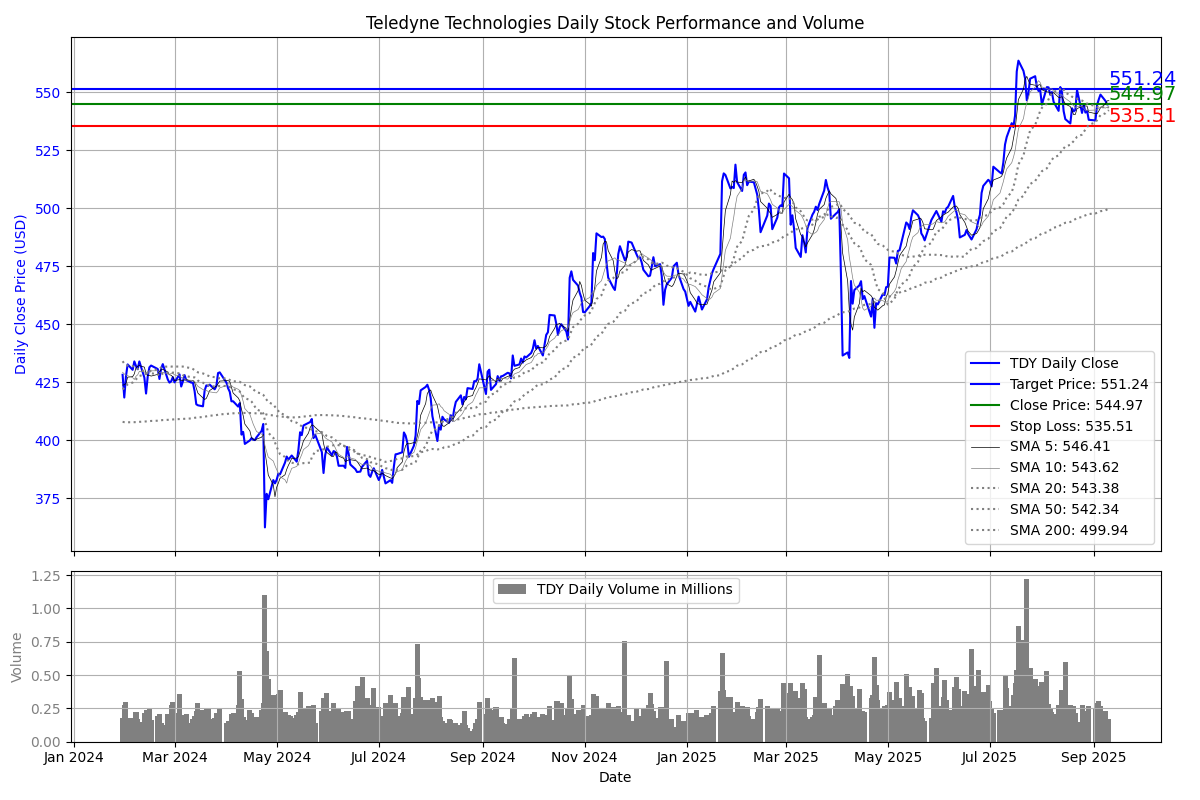 Teledyne Technologies Daily Stock Performance and Volume
Daily Close Price (USD)
550
525
500
475
450
425
400
375
551.24
544.97
535.51
TDY Daily Close
Target Price: 551.24
Close Price: 544.97
Stop Loss: 535.51
SMA 5: 546.41
SMA 10: 543.62
SMA 20: 543.38
SMA 50: 542.34
SMA 200: 499.94
Volume
1.25
1.00
0.75
0.50
0.25
0.00
TDY Daily Volume in Millions
Jan 2024 Mar 2024 May 2024 Jul 2024 Sep 2024 Nov 2024 Jan 2025 Mar 2025 May 2025 Jul 2025 Sep 2025
Date